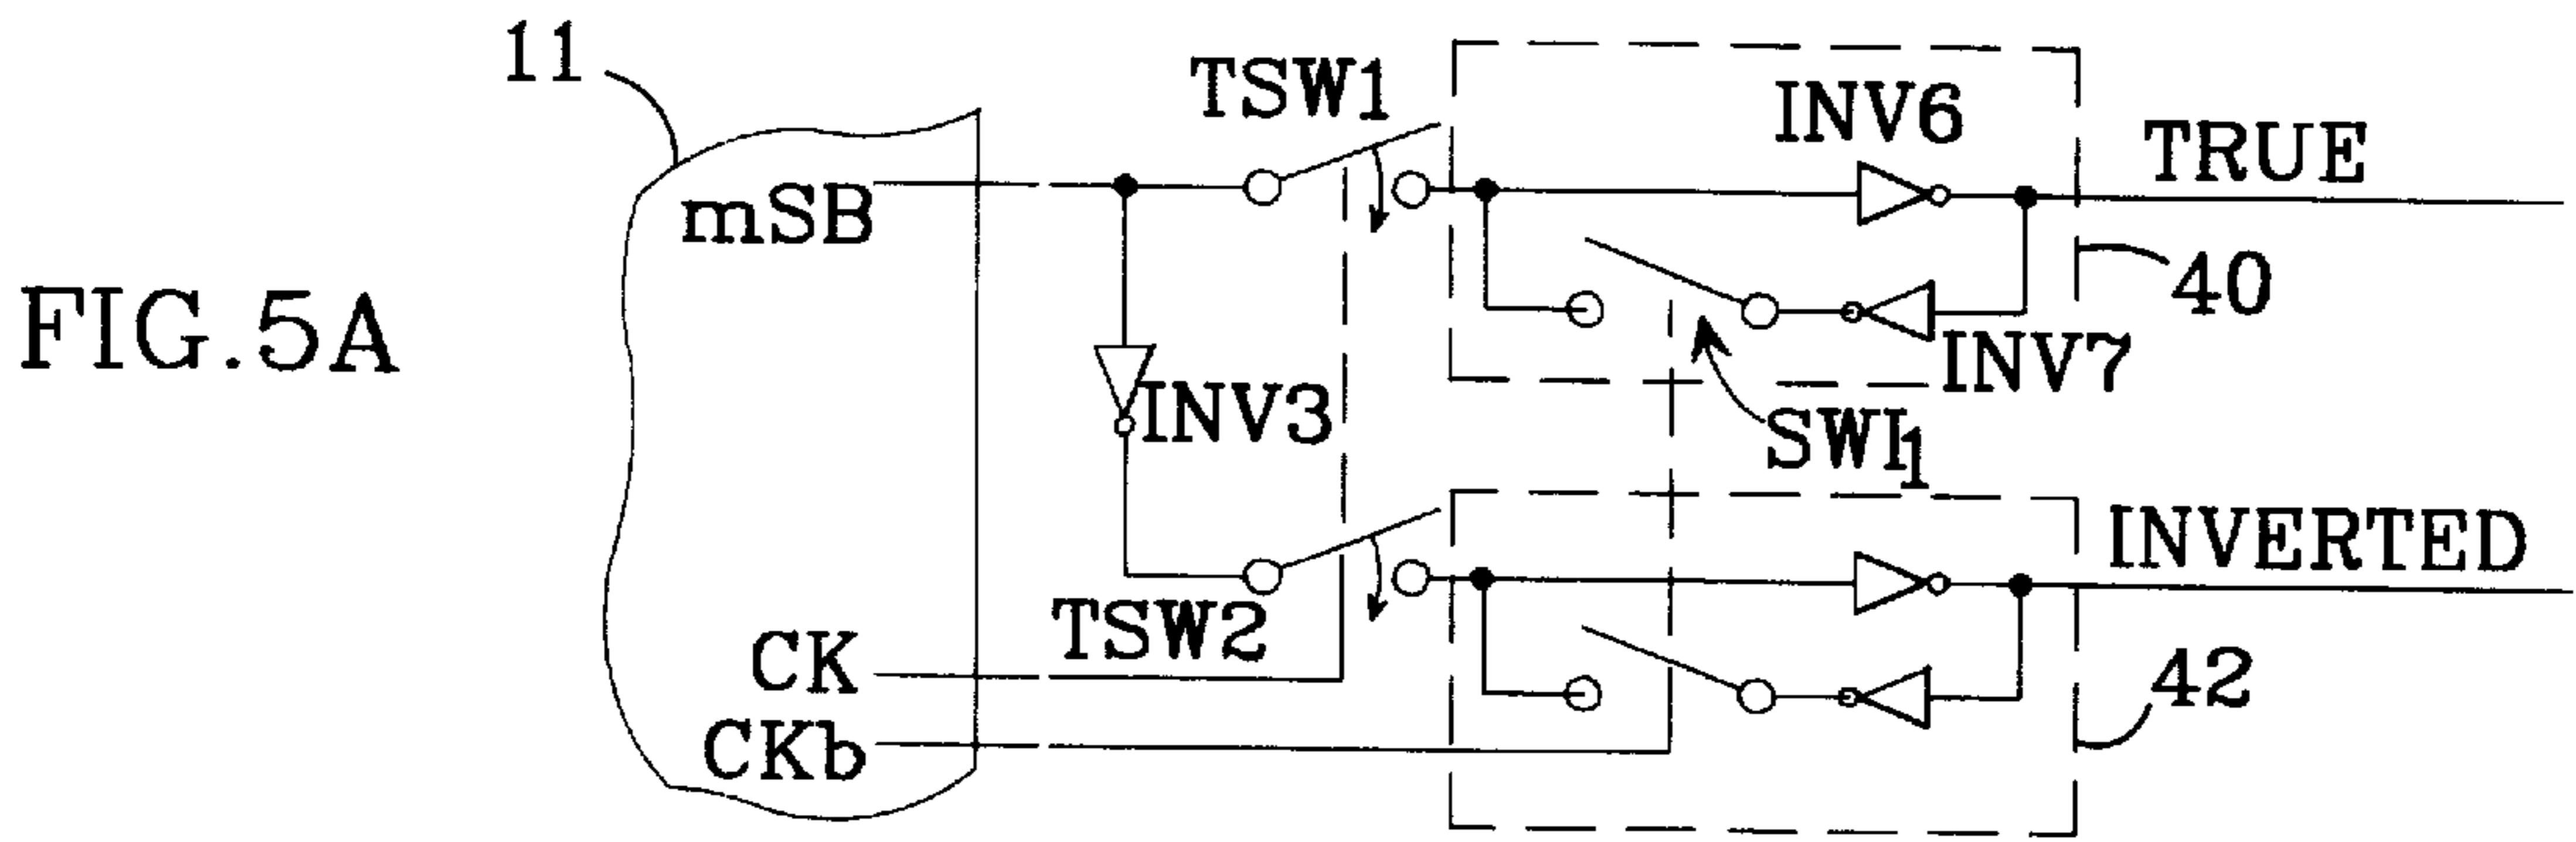 11
TSW1
INV6
TRUE
mSB
40
FIG.5A
INV7
INV3
SWI1
INVERTED
TSW2
CK
42
CKb